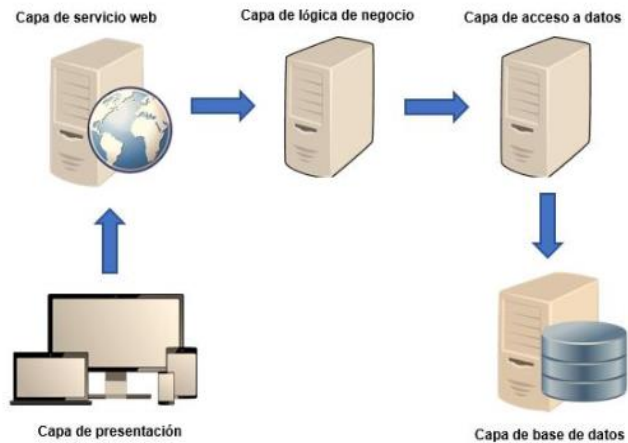 Capa de servicio web
Capa de lógica de negocio
Capa de acceso a datos
Capa de presentación
Capa de base de datos